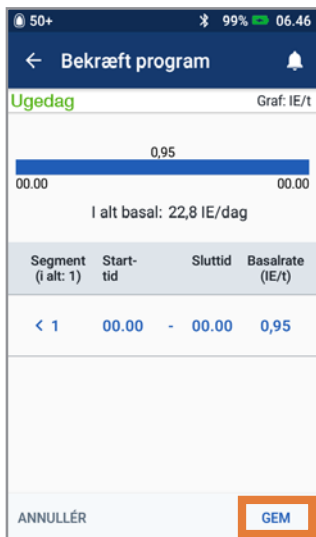 50+ 99% 06.46
Bekræft program
Ugedag Graf: IE/t
0,95
00.00 00.00
I alt basal: 22,8 IE/dag
Segment Start- Sluttid Basalrate
(i alt: 1) tid (IE/t)
< 1 00.00 - 00.00 0,95
ANNULLÉR GEM